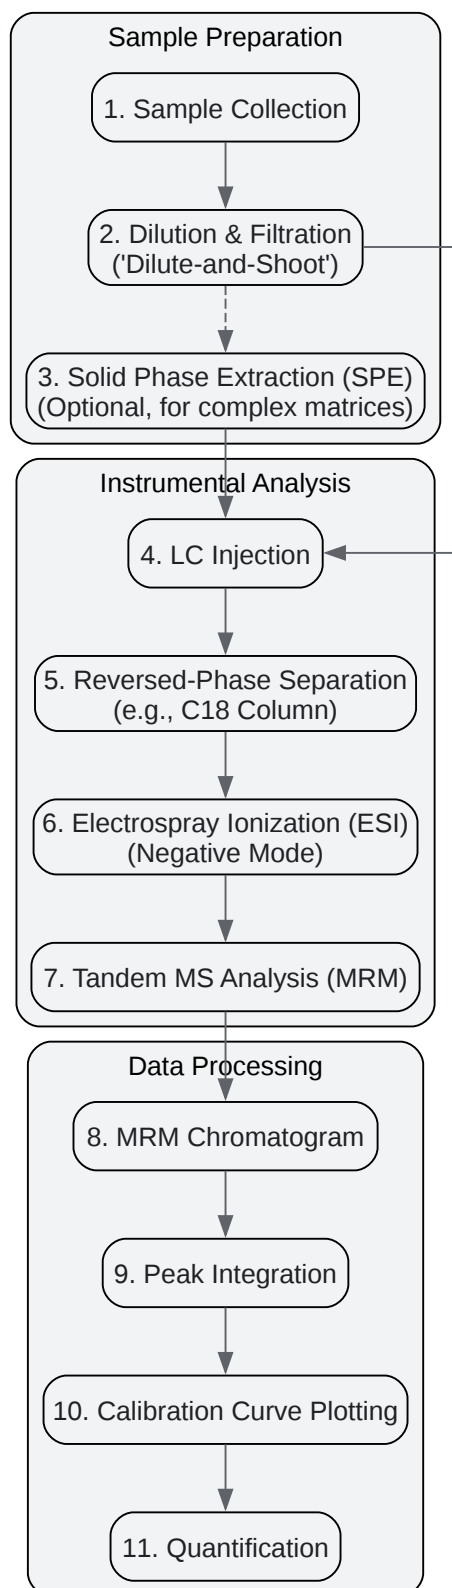 Sample Preparation
1. Sample Collection
2. Dilution & Filtration
('Dilute-and-Shoot')
3. Solid Phase Extraction (SPE)
(Optional, for complex matrices)
Instrumental Analysis
4. LC Injection
5. Reversed-Phase Separation
(e.g., C18 Column)
6. Electrospray Ionization (ESI)
(Negative Mode)
7. Tandem MS Analysis (MRM)
Data Processing
8. MRM Chromatogram
9. Peak Integration
10. Calibration Curve Plotting
11. Quantification